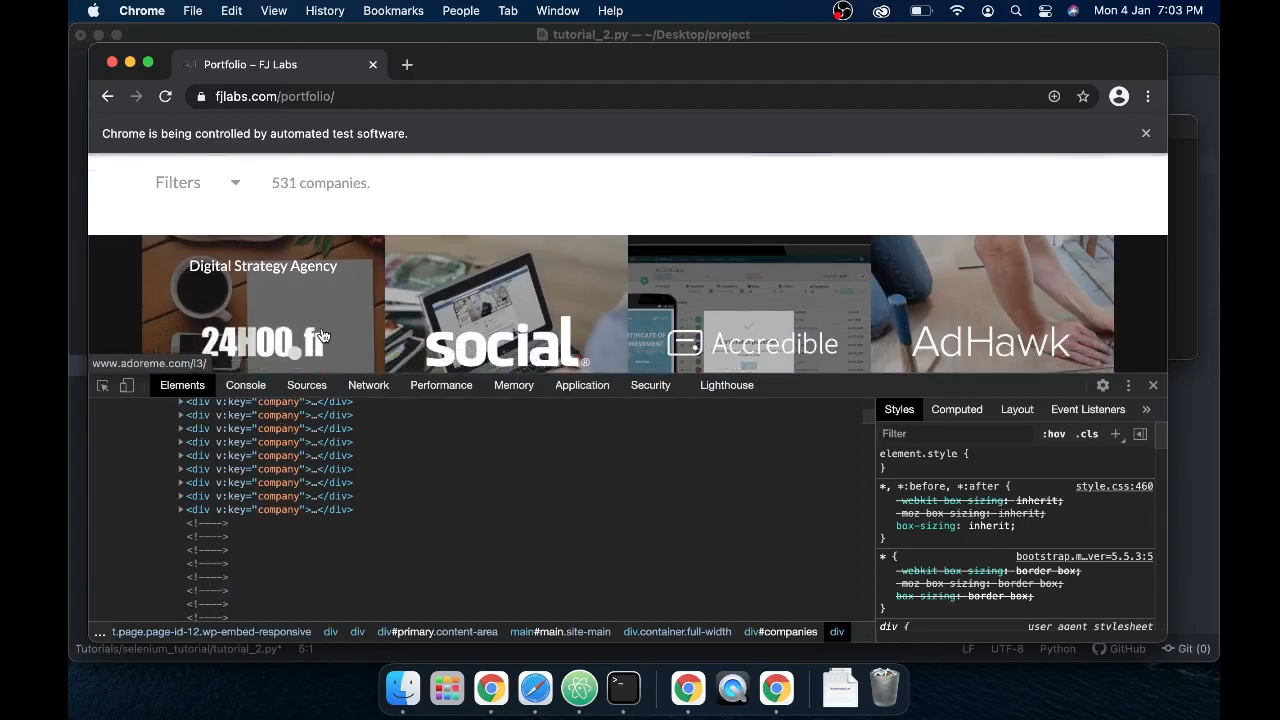 Chrome File Edit View History Bookmarks People Tab Window Help Mon 4 Jan 7:03 PM
tutorial_2.py — ~/Desktop/project
Portfolio – FJ Labs
fjlabs.com/portfolio/
Chrome is being controlled by automated test software.
Filters 531 companies.
Digital Strategy Agency
24H00.fr social® Accredible AdHawk
www.adoreme.com/l3/
Elements Console Sources Network Performance Memory Application Security Lighthouse
<div v:key="company">…</div>
<div v:key="company">…</div>
<div v:key="company">…</div>
<div v:key="company">…</div>
<div v:key="company">…</div>
<div v:key="company">…</div>
<div v:key="company">…</div>
<div v:key="company">…</div>
<div v:key="company">…</div>
<!---->
<!---->
<!---->
<!---->
<!---->
<!---->
<!---->
<!---->
Styles Computed Layout Event Listeners »
Filter :hov .cls +
element.style {
}
*, *:before, *:after { style.css:460
-webkit-box-sizing: inherit;
-moz-box-sizing: inherit;
box-sizing: inherit;
}
* { bootstrap.m…ver=5.5.3:5
-webkit-box-sizing: border-box;
-moz-box-sizing: border-box;
box-sizing: border-box;
}
div { user agent stylesheet
... t.page.page-id-12.wp-embed-responsive div div div#primary.content-area main#main.site-main div.container.full-width div#companies div
Tutorials/selenium_tutorial/tutorial_2.py* 5:1 LF UTF-8 Python GitHub Git (0)